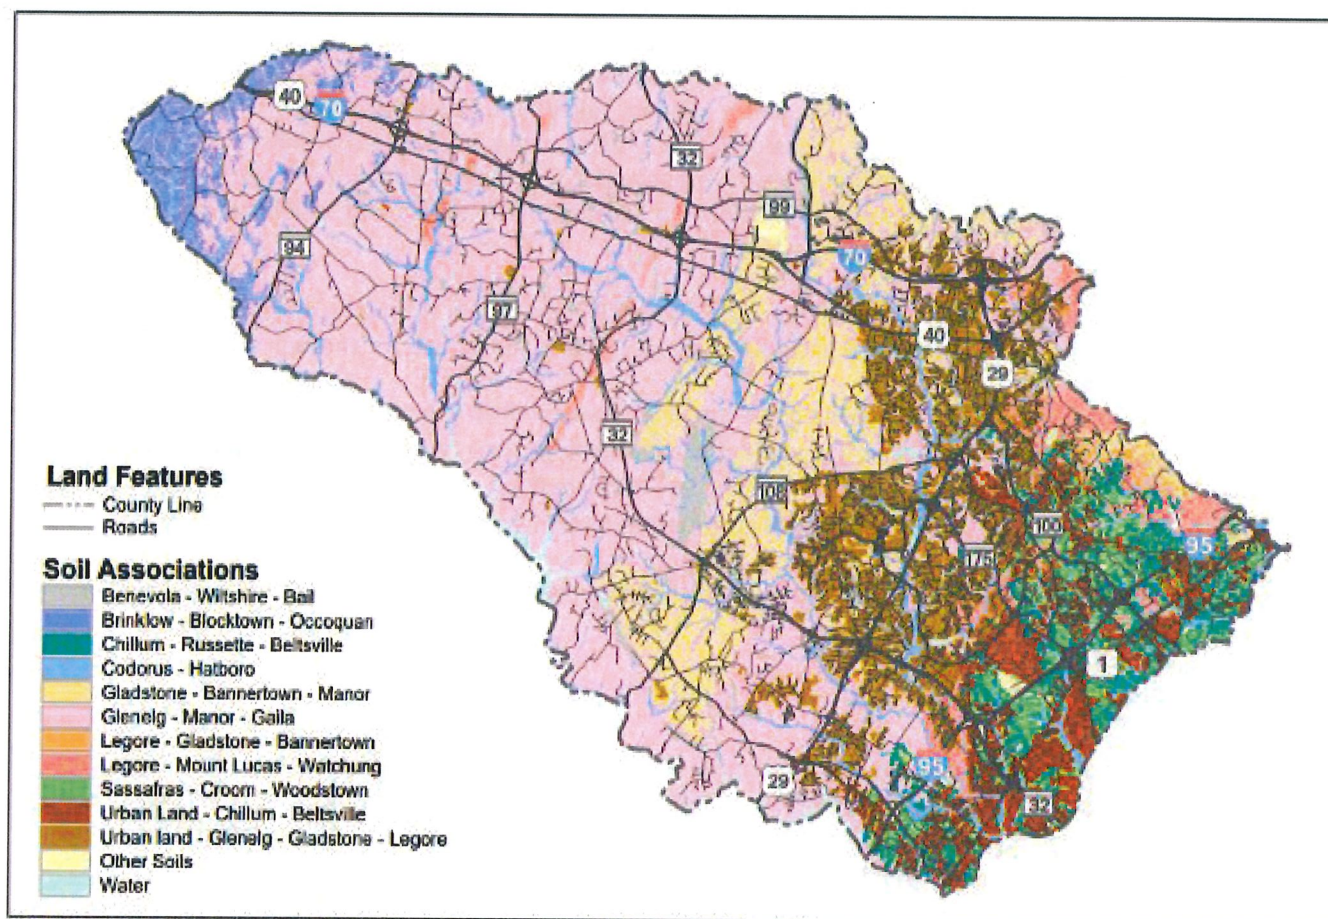 40
70
32
99
94
70
97
40
29
32
108
100
95
175
1
95
29
32
Land Features
County Line
Roads
Soil Associations
Benevola - Wiltshire - Bail
Brinklow - Blocktown - Occoquan
Chillum - Russette - Beltsville
Codorus - Hatboro
Gladstone - Bannertown - Manor
Glenelg - Manor - Gaila
Legore - Gladstone - Bannertown
Legore - Mount Lucas - Watchung
Sassafras - Croom - Woodstown
Urban Land - Chillum - Beltsville
Urban land - Glenelg - Gladstone - Legore
Other Soils
Water